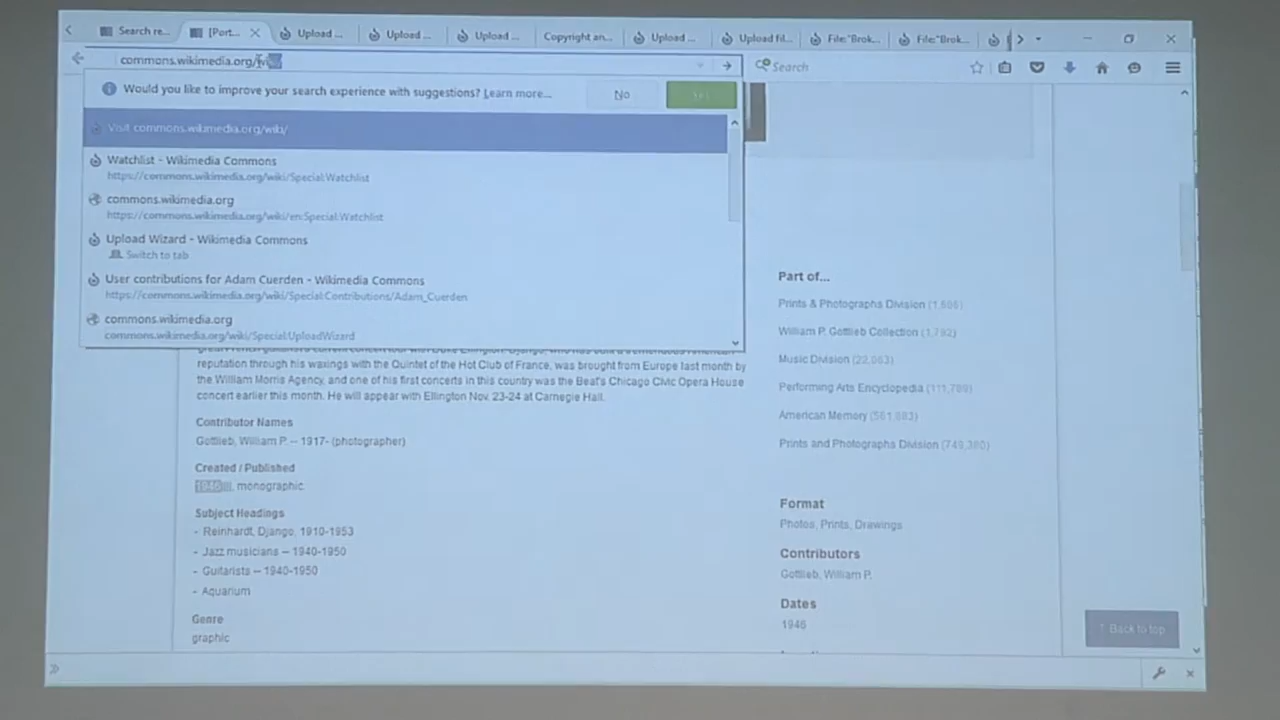 Search re...
[Port...
Upload ...
Upload ...
Upload ...
Copyright an...
Upload ...
Upload fil...
File:"Brok...
File:"Brok...
commons.wikimedia.org/wiki/
Search
Would you like to improve your search experience with suggestions? Learn more...
No
Yes
Visit commons.wikimedia.org/wiki/
Watchlist - Wikimedia Commons
https://commons.wikimedia.org/wiki/Special:Watchlist
commons.wikimedia.org
https://commons.wikimedia.org/wiki/en:Special:Watchlist
Upload Wizard - Wikimedia Commons
Switch to tab
User contributions for Adam Cuerden - Wikimedia Commons
https://commons.wikimedia.org/wiki/Special:Contributions/Adam_Cuerden
commons.wikimedia.org
commons.wikimedia.org/wiki/Special:UploadWizard
reputation through his waxings with the Quintet of the Hot Club of France, was brought from Europe last month by
the William Morris Agency, and one of his first concerts in this country was the Beat's Chicago Civic Opera House
concert earlier this month. He will appear with Ellington Nov. 23-24 at Carnegie Hall.
Contributor Names
Gottlieb, William P. -- 1917- (photographer)
Created / Published
monographic.
Subject Headings
- Reinhardt, Django, 1910-1953
- Jazz musicians -- 1940-1950
- Guitarists -- 1940-1950
- Aquarium
Genre
graphic
Part of...
Prints & Photographs Division
William P. Gottlieb Collection (1,792)
Music Division
Performing Arts Encyclopedia
American Memory
Prints and Photographs Division
Format
Photos, Prints, Drawings
Contributors
Gottlieb, William P.
Dates
1946
↑ Back to top